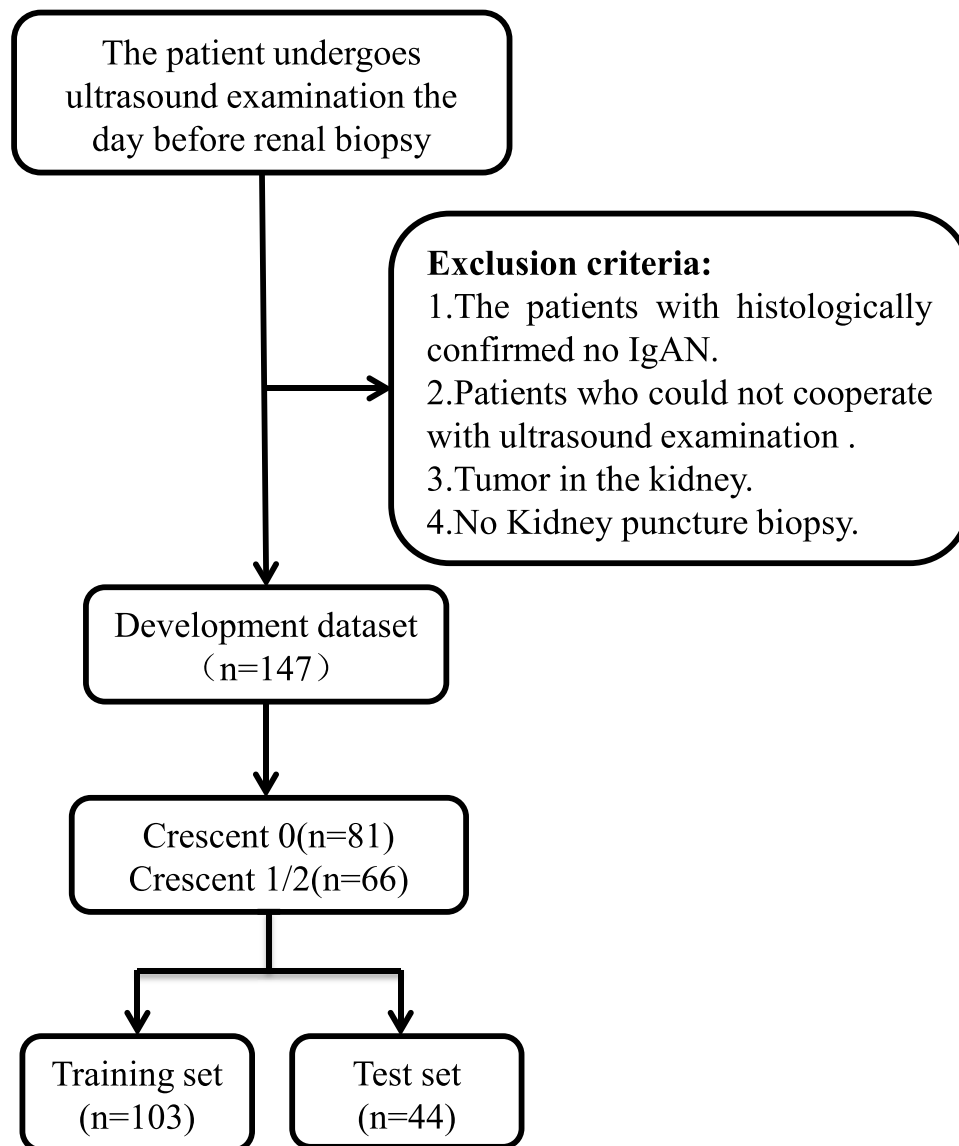 The patient undergoes
ultrasound examination the
day before renal biopsy
Exclusion criteria:
1.The patients with histologically
confirmed no IgAN.
2.Patients who could not cooperate
with ultrasound examination .
3.Tumor in the kidney.
4.No Kidney puncture biopsy.
Development dataset
（n=147）
Crescent 0(n=81)
Crescent 1/2(n=66)
Training set
(n=103)
Test set
(n=44)